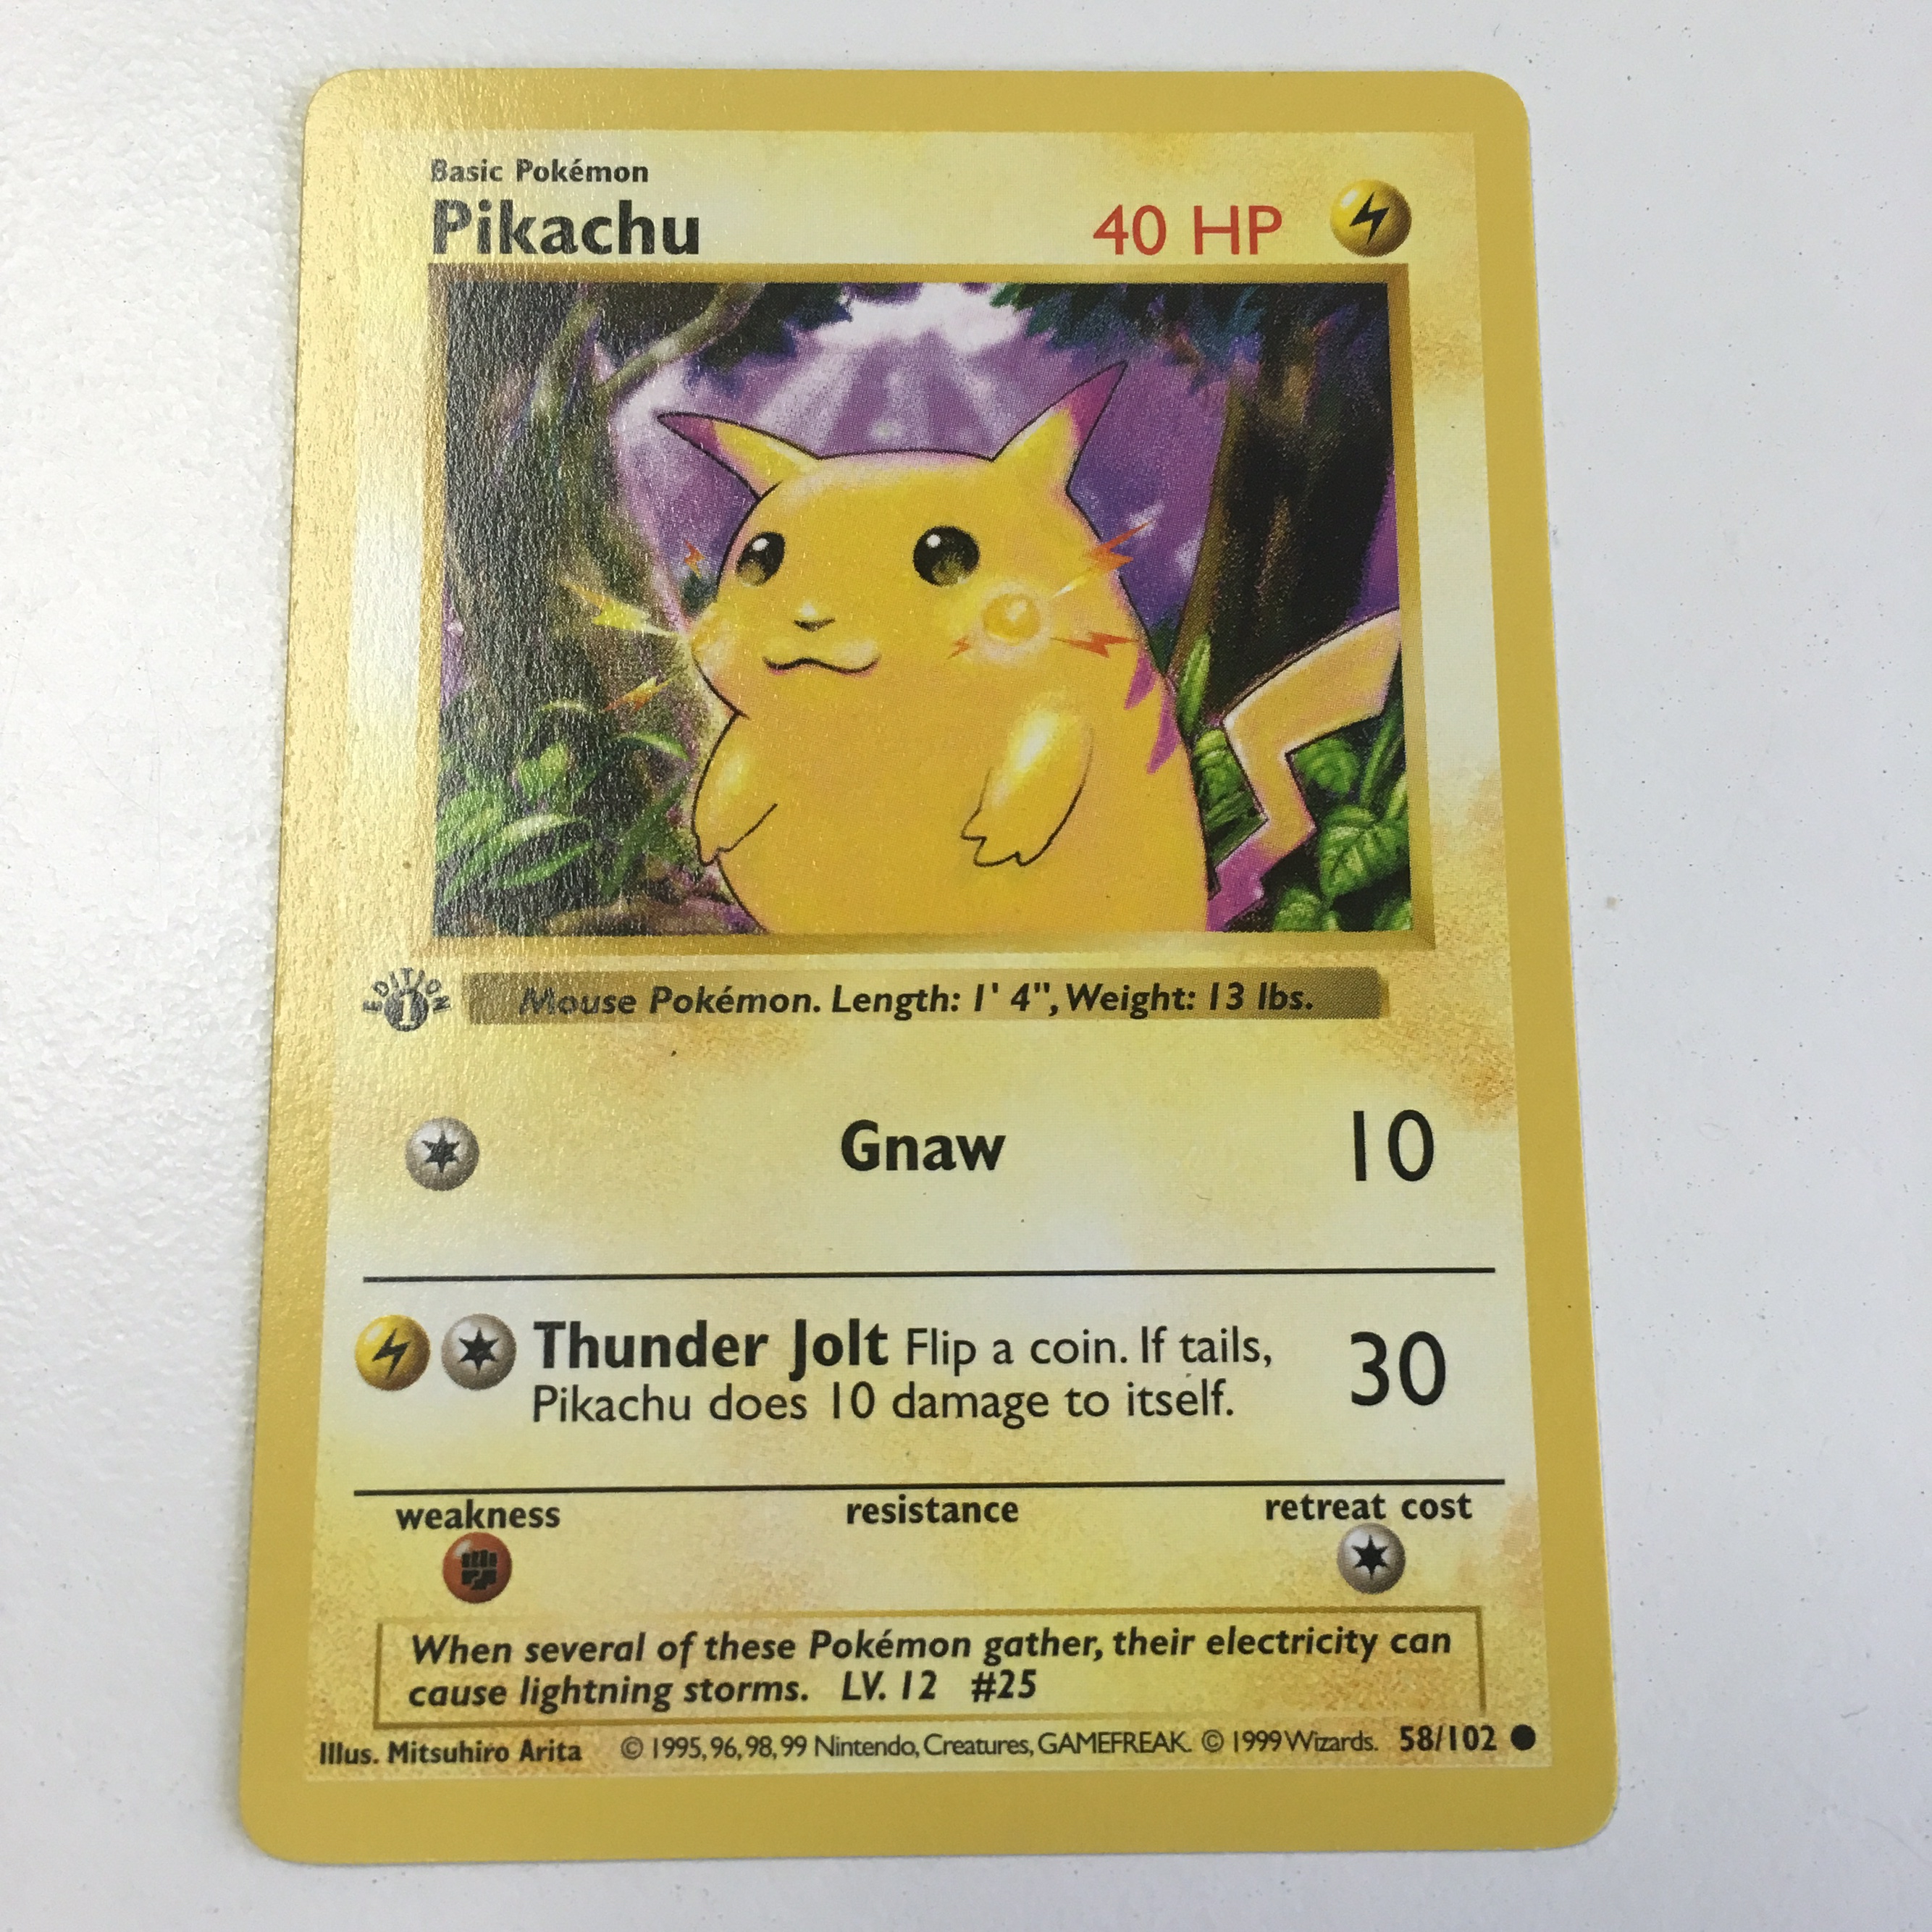 Basic Pokémon
Pikachu 40 HP
EDITION 1
Mouse Pokémon. Length: 1' 4", Weight: 13 lbs.
Gnaw 10
Thunder Jolt Flip a coin. If tails, 30
Pikachu does 10 damage to itself.
weakness resistance retreat cost
When several of these Pokémon gather, their electricity can
cause lightning storms. LV. 12 #25
Illus. Mitsuhiro Arita © 1995, 96, 98, 99 Nintendo, Creatures, GAMEFREAK. © 1999 Wizards. 58/102